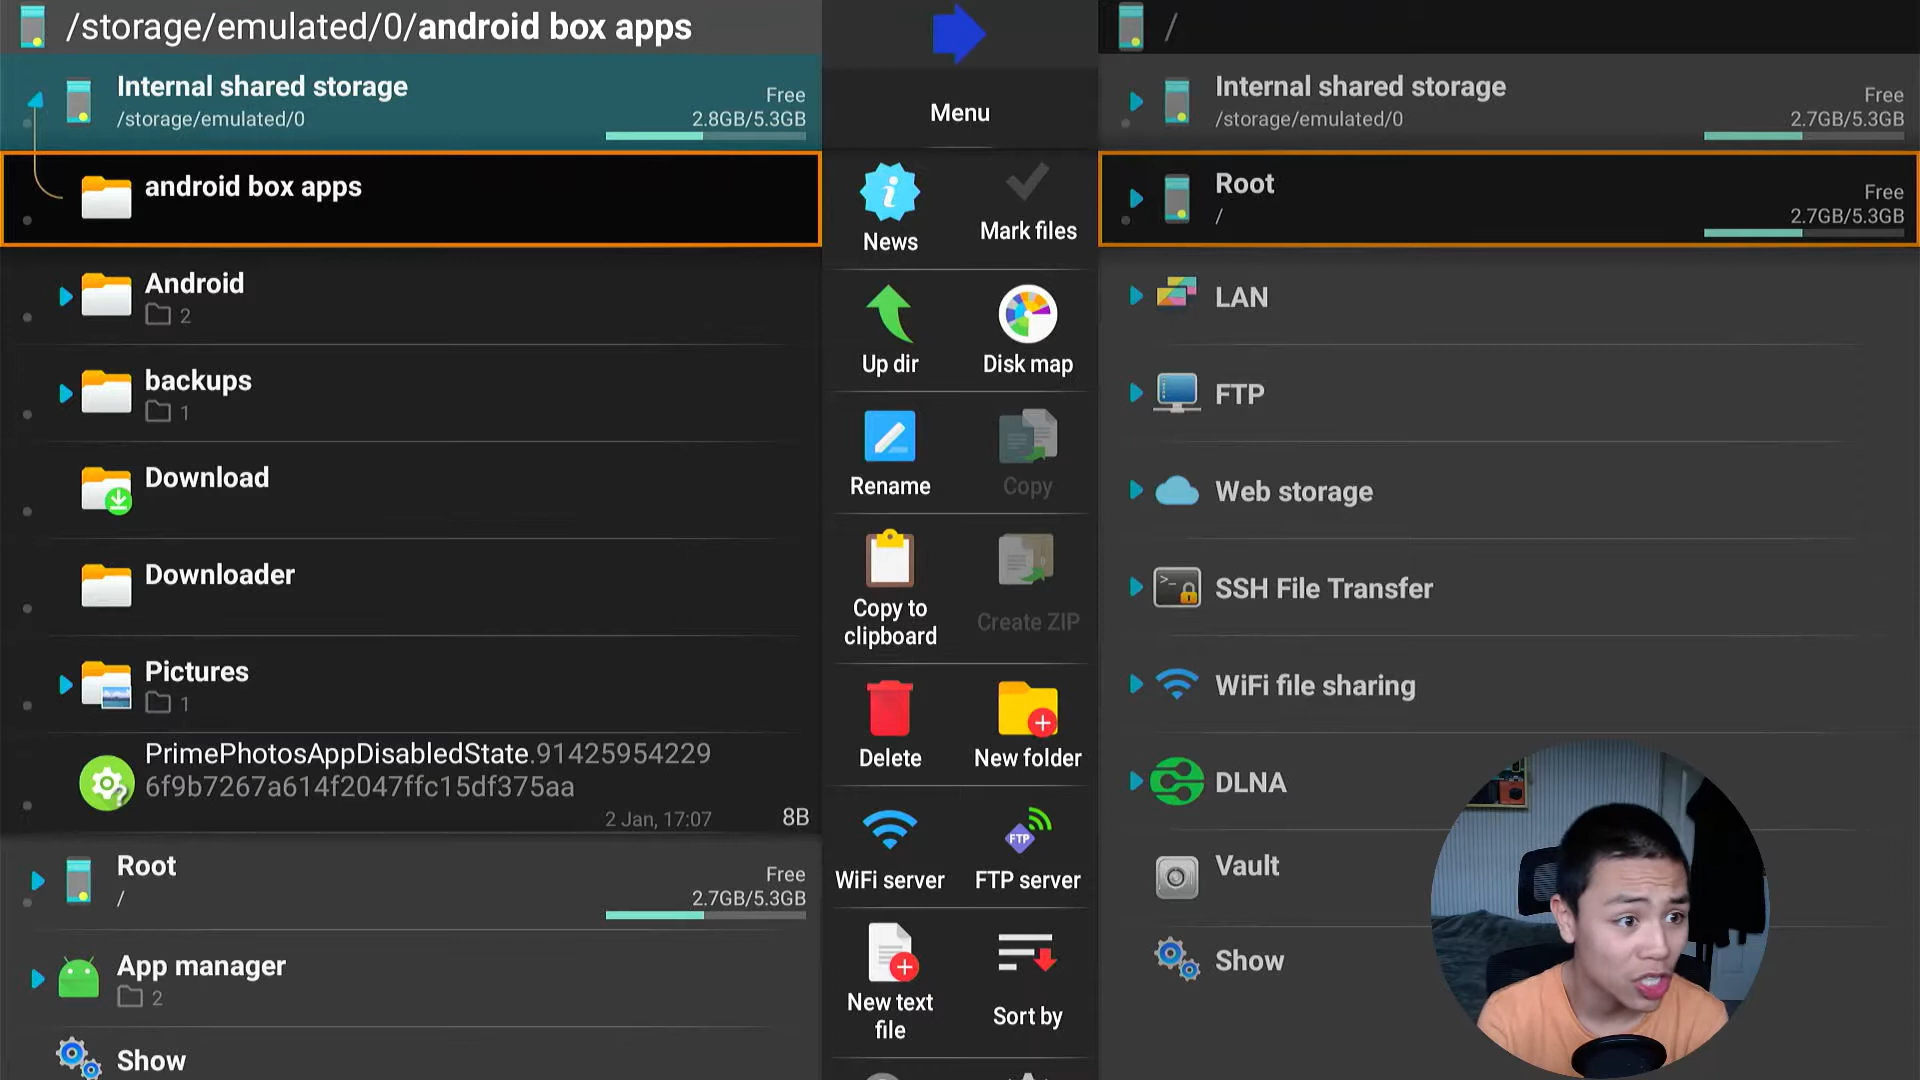 /storage/emulated/0/android box apps
Internal shared storage
/storage/emulated/0
Free
2.8GB/5.3GB
android box apps
Android
2
backups
1
Download
Downloader
Pictures
1
PrimePhotosAppDisabledState.91425954229
6f9b7267a614f2047ffc15df375aa
2 Jan, 17:07
8B
Root
/
Free
2.7GB/5.3GB
App manager
2
Show
Menu
News
Mark files
Up dir
Disk map
Rename
Copy
Copy to
clipboard
Create ZIP
Delete
New folder
WiFi server
FTP
FTP server
New text
file
Sort by
/
Internal shared storage
/storage/emulated/0
Free
2.7GB/5.3GB
Root
/
Free
2.7GB/5.3GB
LAN
FTP
Web storage
SSH File Transfer
WiFi file sharing
DLNA
Vault
Show